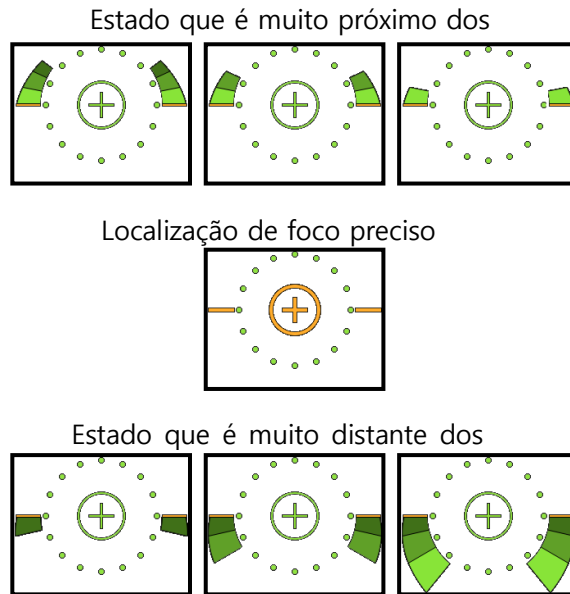 Estado que é muito próximo dos
Localização de foco preciso
Estado que é muito distante dos